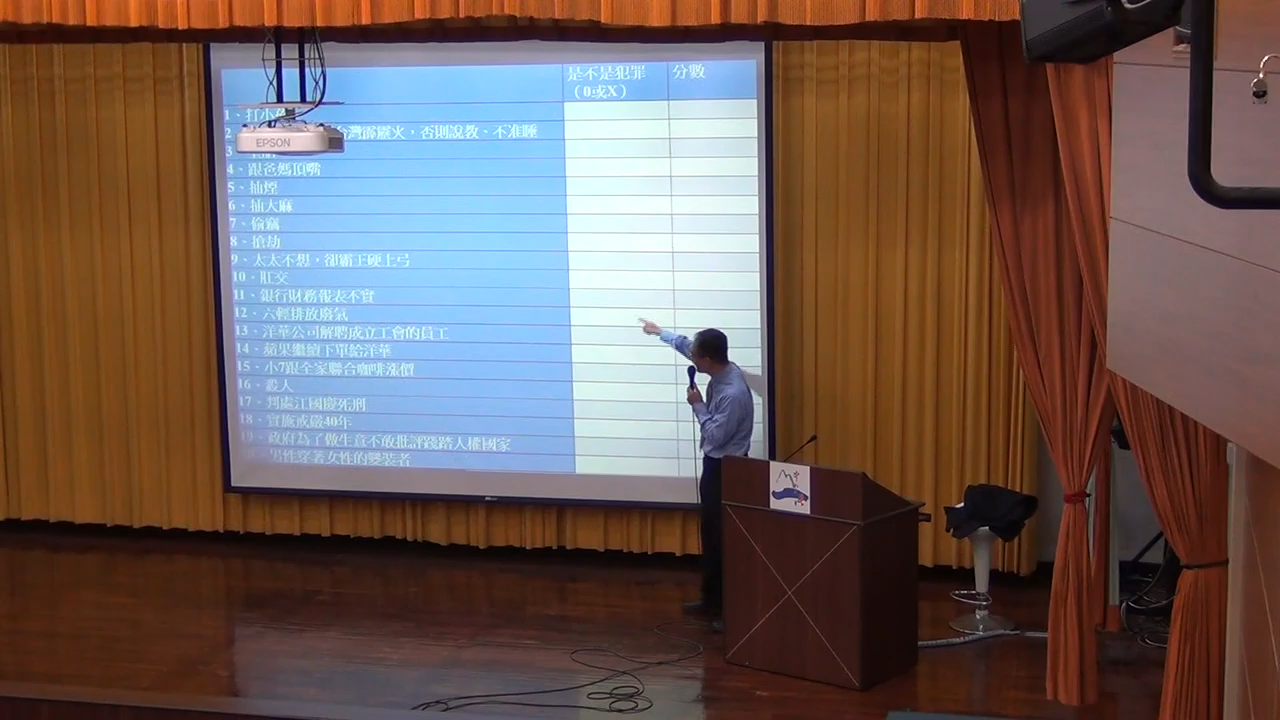 是不是犯罪 分數
（0或X）
1、打小
2 台灣霹靂火，否則說教、不准睡
3
4、跟爸媽頂嘴
5、抽煙
6、抽大麻
7、偷竊
8、搶劫
9、太太不想，卻霸王硬上弓
10、肛交
11、銀行財務報表不實
12、六輕排放廢氣
13、洋華公司解聘成立工會的員工
14、蘋果繼續下單給洋華
15、小7跟全家聯合咖啡漲價
16、殺人
17、判處江國慶死刑
18、實施戒嚴40年
19、政府為了做生意不敢批評踐踏人權國家
、男性穿著女性的變裝者
EPSON